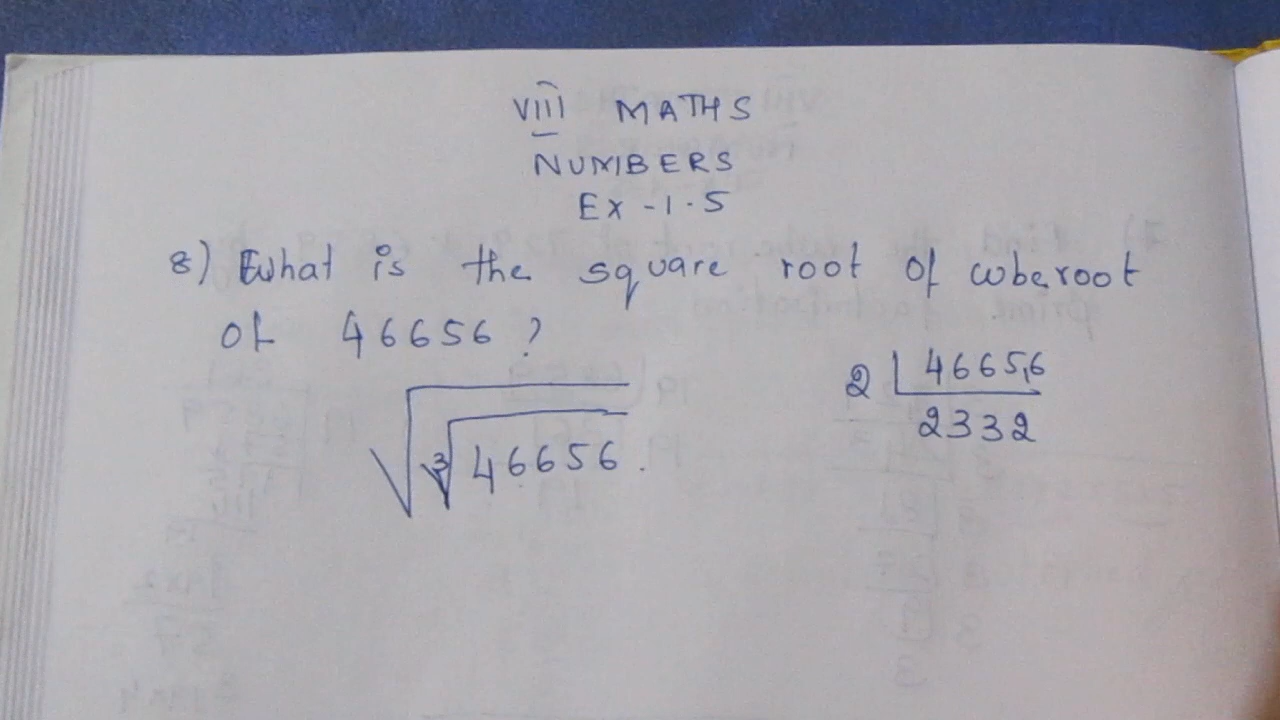 VIII MATHS
NUMBERS
Ex - 1.5
8) What is the square root of cuberoot
of 46656 ?
√ ∛ 46656 .
2 | 46656
2332